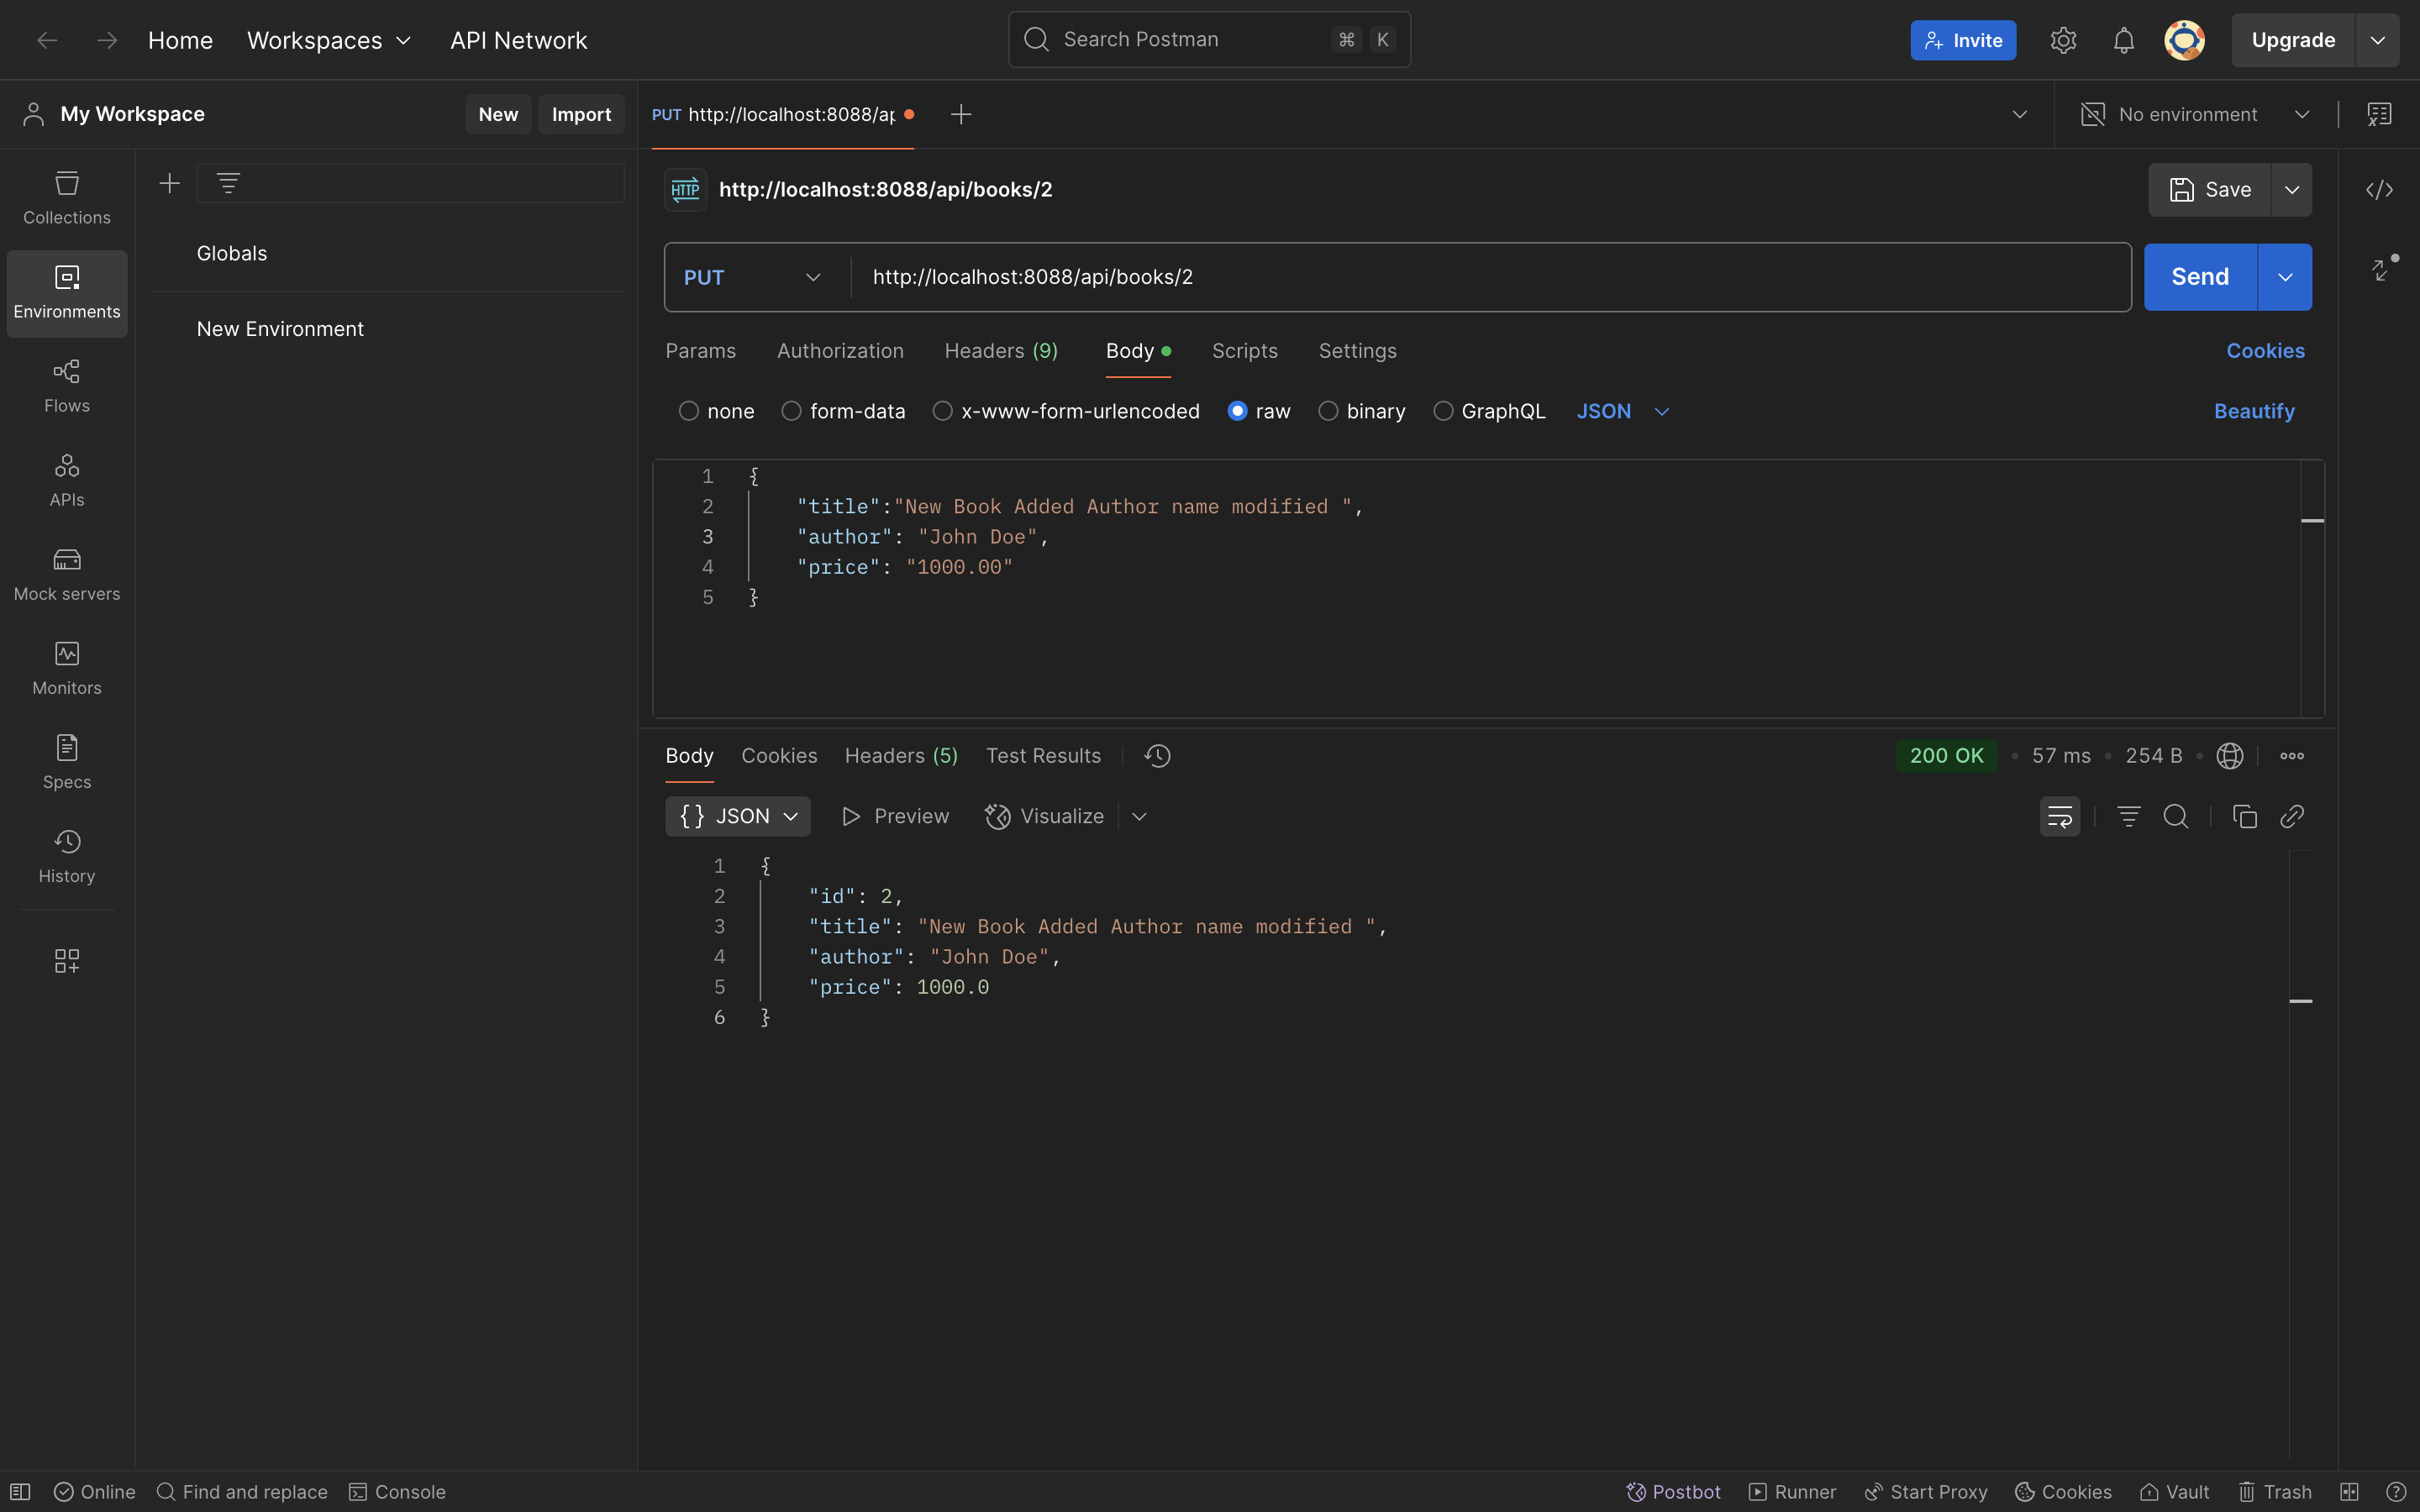 Home Workspaces API Network Search Postman ⌘ K Invite Upgrade
My Workspace New Import PUT http://localhost:8088/ap No environment
Collections
Environments
Flows
APIs
Mock servers
Monitors
Specs
History
Globals
New Environment
HTTP http://localhost:8088/api/books/2 Save
PUT http://localhost:8088/api/books/2 Send
Params Authorization Headers (9) Body Scripts Settings Cookies
none form-data x-www-form-urlencoded raw binary GraphQL JSON Beautify
1 {
2 "title":"New Book Added Author name modified ",
3 "author": "John Doe",
4 "price": "1000.00"
5 }
Body Cookies Headers (5) Test Results 200 OK • 57 ms • 254 B •
{} JSON Preview Visualize
1 {
2 "id": 2,
3 "title": "New Book Added Author name modified ",
4 "author": "John Doe",
5 "price": 1000.0
6 }
Online Find and replace Console Postbot Runner Start Proxy Cookies Vault Trash